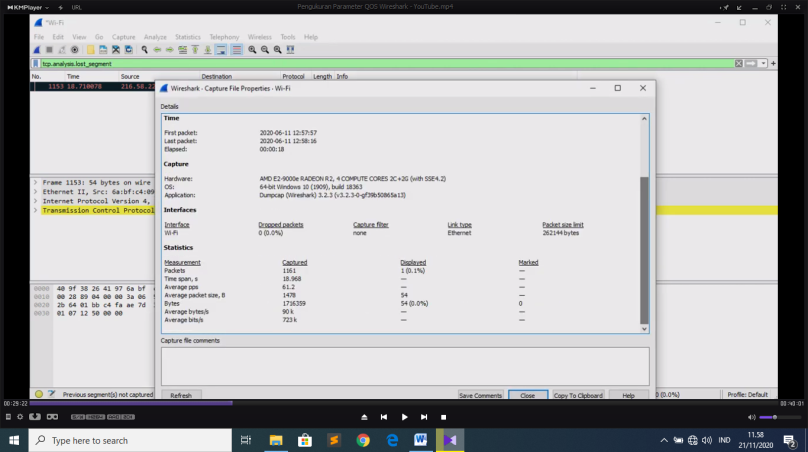 KMPlayer
URL
Pengukuran Parameter QOS Wireshark - YouTube.mp4
*Wi-Fi
File Edit View Go Capture Analyze Statistics Telephony Wireless Tools Help
tcp.analysis.lost_segment
No. Time Source Destination Protocol Length Info
1153 18.710078 216.58.22
Wireshark · Capture File Properties · Wi-Fi
Details
Time
First packet: 2020-06-11 12:57:57
Last packet: 2020-06-11 12:58:16
Elapsed: 00:00:18
Capture
Hardware: AMD E2-9000e RADEON R2, 4 COMPUTE CORES 2C+2G (with SSE4.2)
OS: 64-bit Windows 10 (1909), build 18363
Application: Dumpcap (Wireshark) 3.2.3 (v3.2.3-0-gf39b50865a13)
Interfaces
Interface Dropped packets Capture filter Link type Packet size limit
Wi-Fi 0 (0.0%) none Ethernet 262144 bytes
Statistics
Measurement Captured Displayed Marked
Packets 1161 1 (0.1%) —
Time span, s 18.968 — —
Average pps 61.2 — —
Average packet size, B 1478 54 —
Bytes 1716359 54 (0.0%) 0
Average bytes/s 90 k — —
Average bits/s 723 k — —
Capture file comments
Refresh Save Comments Close Copy To Clipboard Help
Frame 1153: 54 bytes on wire
Ethernet II, Src: 6a:bf:c4:09
Internet Protocol Version 4,
Transmission Control Protocol
0000 40 9f 38 26 41 97 6a bf
0010 00 28 89 04 00 00 3a 06
0020 2b 64 01 bb c4 fa ae 7d
0030 01 07 12 50 00 00
Previous segment(s) not captured
0 (0.0%)
Profile: Default
00:29:22
00:40:01
Type here to search
IND
11.58
21/11/2020
2